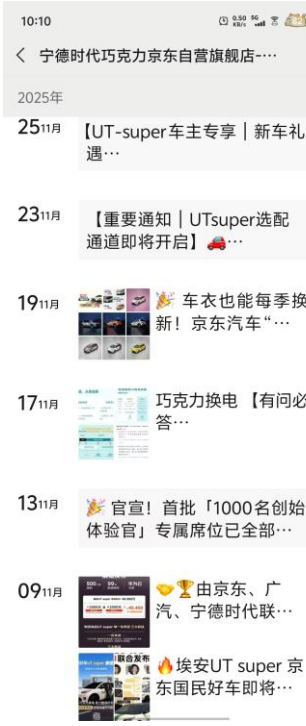 10:10
0.50 KB/s 5G
宁德时代巧克力京东自营旗舰店-…
2025年
25 11月
【UT-super车主专享｜新车礼
遇…
23 11月
【重要通知｜UTsuper选配
通道即将开启】🚗…
19 11月
🎉 车衣也能每季换
新！京东汽车“…
17 11月
巧克力换电 【有问必
答…
13 11月
🎉 官宣！首批「1000名创始
体验官」专属席位已全部…
09 11月
🤝🏆由京东、广
汽、宁德时代联…
🔥埃安UT super 京
东国民好车即将…
联合发布